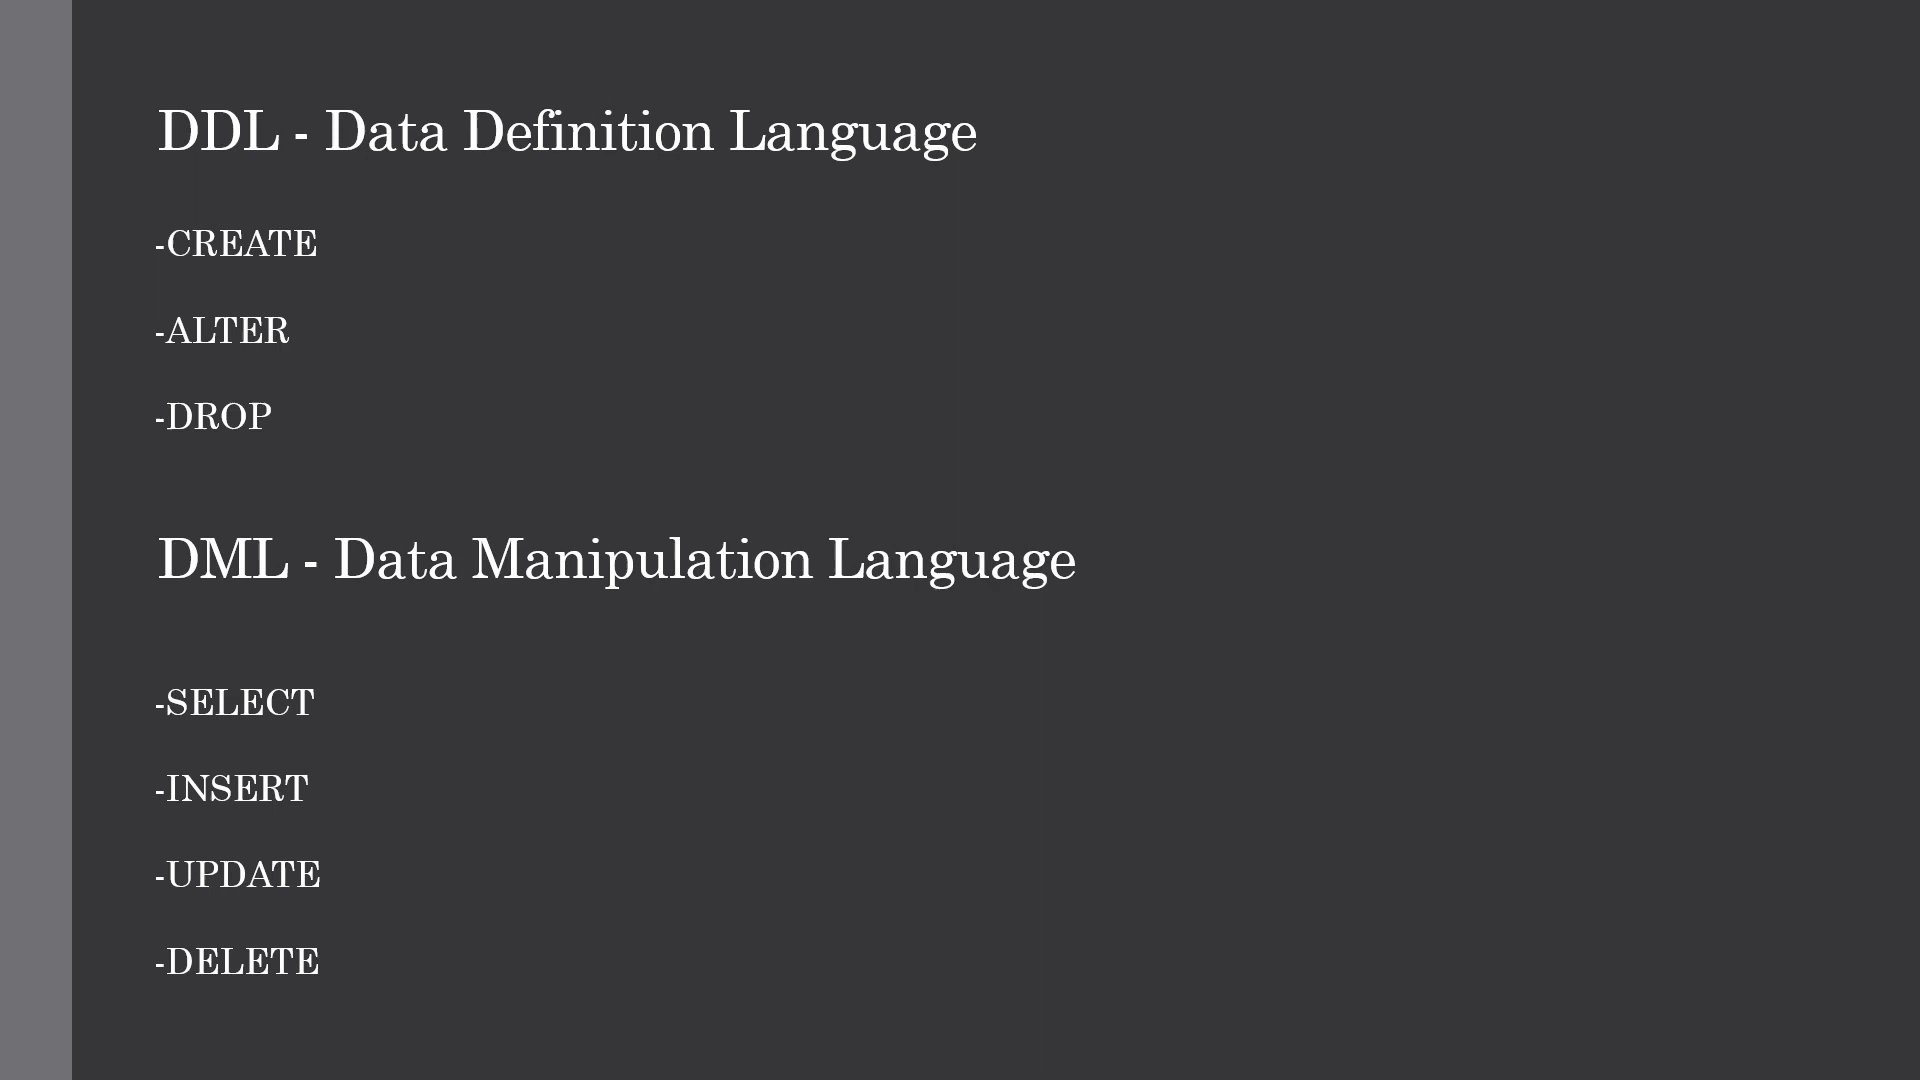 DDL - Data Definition Language
-CREATE
-ALTER
-DROP
DML - Data Manipulation Language
-SELECT
-INSERT
-UPDATE
-DELETE